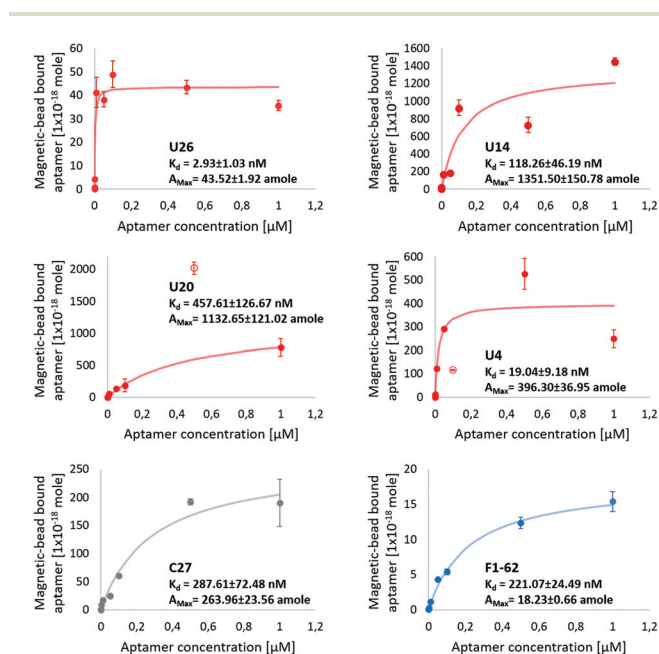 Magnetic-bead bound
aptamer [1x10⁻¹⁸ mole]
60
50
40
30
20
10
0
U26
K_d = 2.93±1.03 nM
A_Max= 43.52±1.92 amole
0 0,2 0,4 0,6 0,8 1 1,2
Aptamer concentration [µM]
Magnetic-bead bound
aptamer [1x10⁻¹⁸ mole]
1600
1400
1200
1000
800
600
400
200
0
U14
K_d = 118.26±46.19 nM
A_Max= 1351.50±150.78 amole
0 0,2 0,4 0,6 0,8 1 1,2
Aptamer concentration [µM]
Magnetic-bead bound
aptamer [1x10⁻¹⁸ mole]
2000
1500
1000
500
0
U20
K_d = 457.61±126.67 nM
A_Max= 1132.65±121.02 amole
0 0,2 0,4 0,6 0,8 1 1,2
Aptamer concentration [µM]
Magnetic-bead bound
aptamer [1x10⁻¹⁸ mole]
600
500
400
300
200
100
0
U4
K_d = 19.04±9.18 nM
A_Max= 396.30±36.95 amole
0 0,2 0,4 0,6 0,8 1 1,2
Aptamer concentration [µM]
Magnetic-bead bound
aptamer [1x10⁻¹⁸ mole]
250
200
150
100
50
0
C27
K_d = 287.61±72.48 nM
A_Max= 263.96±23.56 amole
0 0,2 0,4 0,6 0,8 1 1,2
Aptamer concentration [µM]
Magnetic-bead bound
aptamer [1x10⁻¹⁸ mole]
20
15
10
5
0
F1-62
K_d = 221.07±24.49 nM
A_Max= 18.23±0.66 amole
0 0,2 0,4 0,6 0,8 1 1,2
Aptamer concentration [µM]